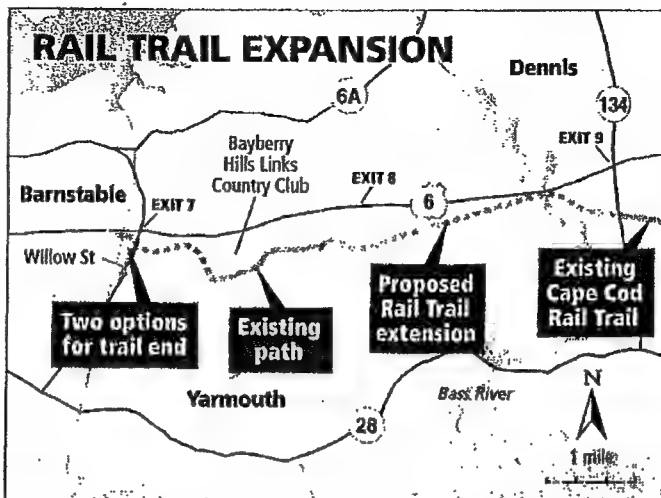 RAIL TRAIL EXPANSION
Dennis
6A
134
Bayberry
Hills Links
Country Club
EXIT 9
Barnstable
EXIT 7
EXIT 8
6
Willow St
Two options
for trail end
Existing
path
Proposed
Rail Trail
extension
Existing
Cape Cod
Rail Trail
Yarmouth
28
Bass River
N
1 mile